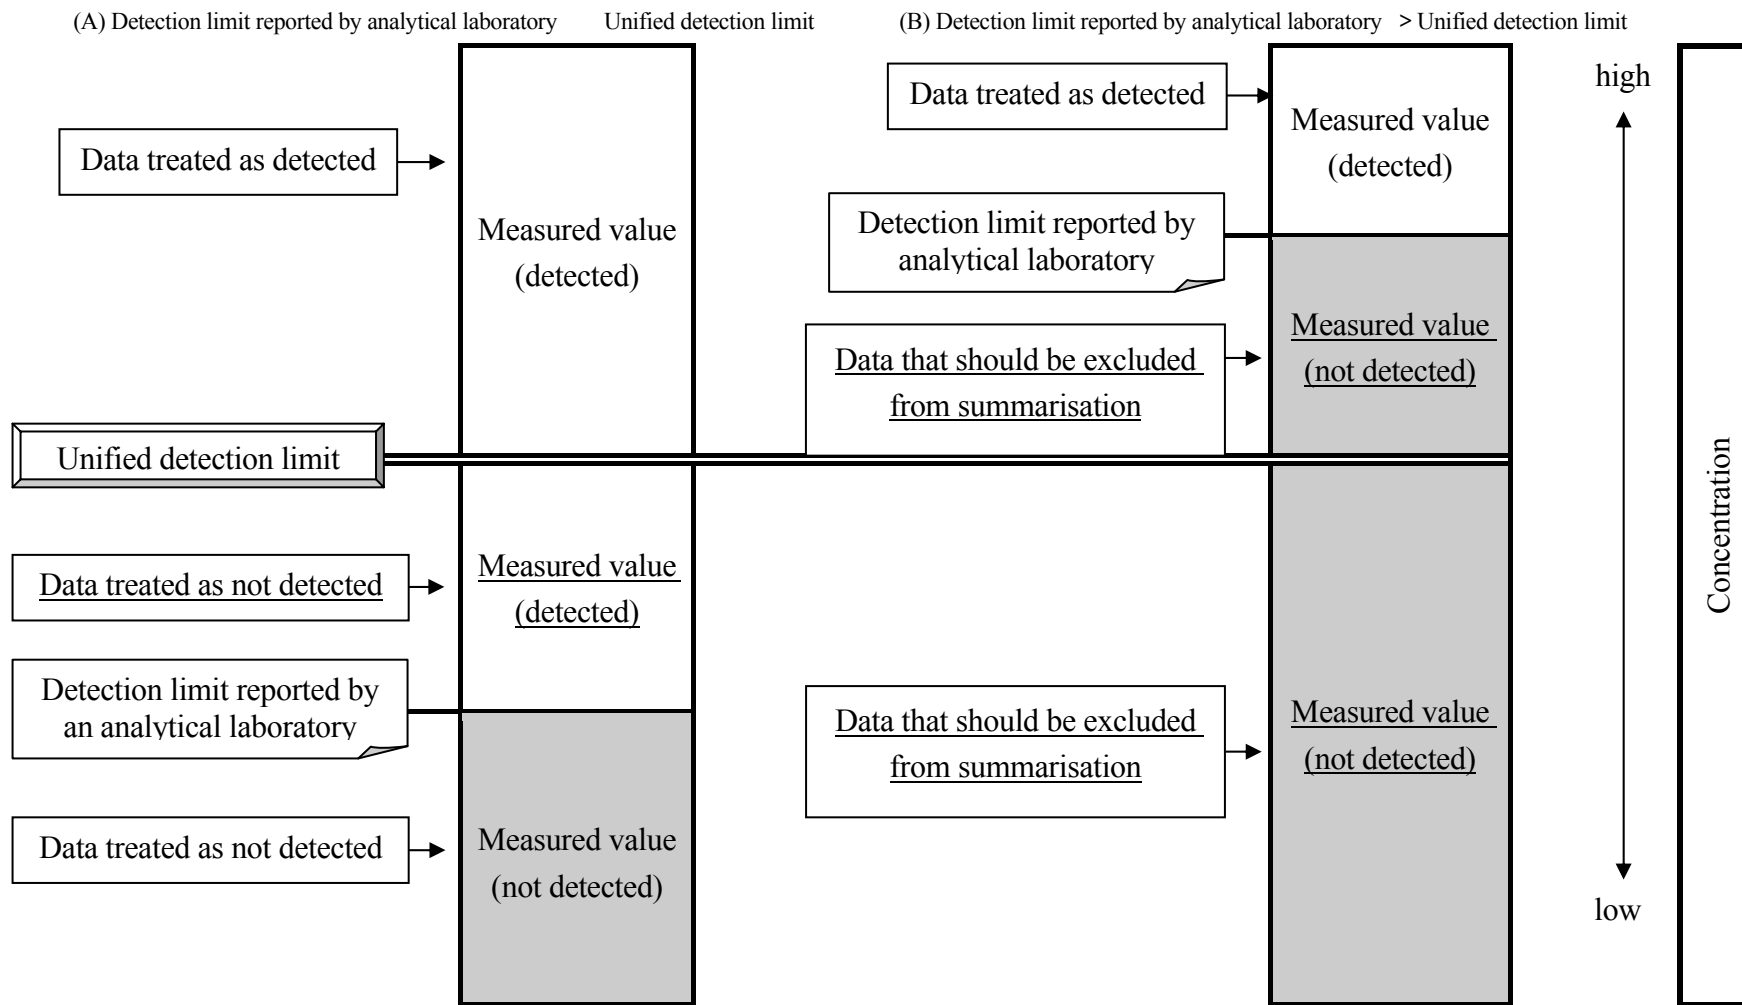 (A) Detection limit reported by analytical laboratory Unified detection limit
(B) Detection limit reported by analytical laboratory > Unified detection limit
Data treated as detected
Measured value
(detected)
Unified detection limit
Data treated as not detected
Measured value
(detected)
Detection limit reported by
an analytical laboratory
Data treated as not detected
Measured value
(not detected)
Data treated as detected
Measured value
(detected)
Detection limit reported by
analytical laboratory
Data that should be excluded
from summarisation
Measured value
(not detected)
Data that should be excluded
from summarisation
Measured value
(not detected)
high
low
Concentration